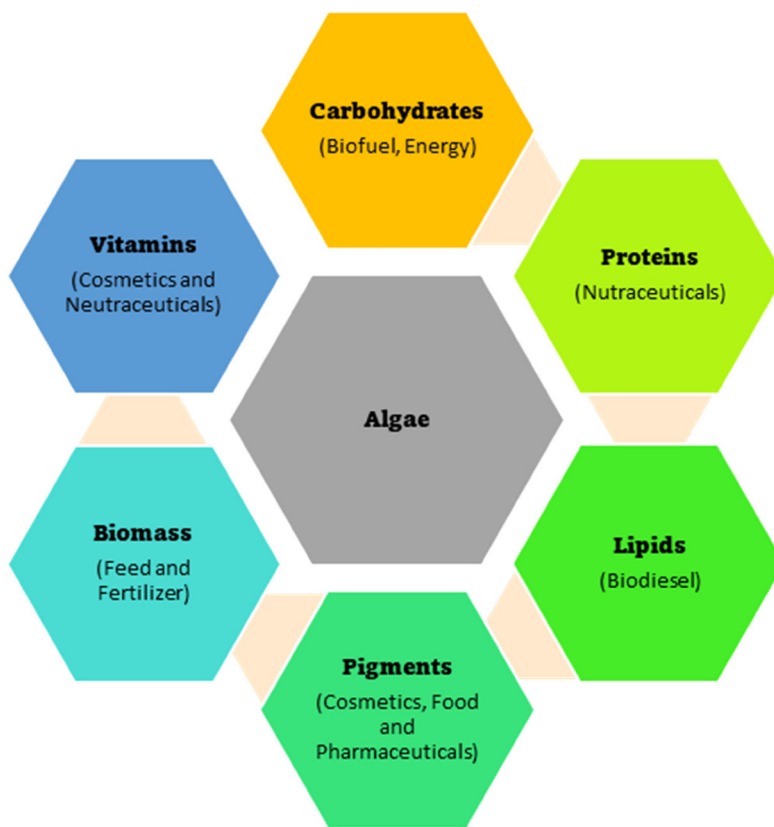 Carbohydrates
(Biofuel, Energy)
Proteins
(Nutraceuticals)
Lipids
(Biodiesel)
Pigments
(Cosmetics, Food
and
Pharmaceuticals)
Biomass
(Feed and
Fertilizer)
Vitamins
(Cosmetics and
Neutraceuticals)
Algae